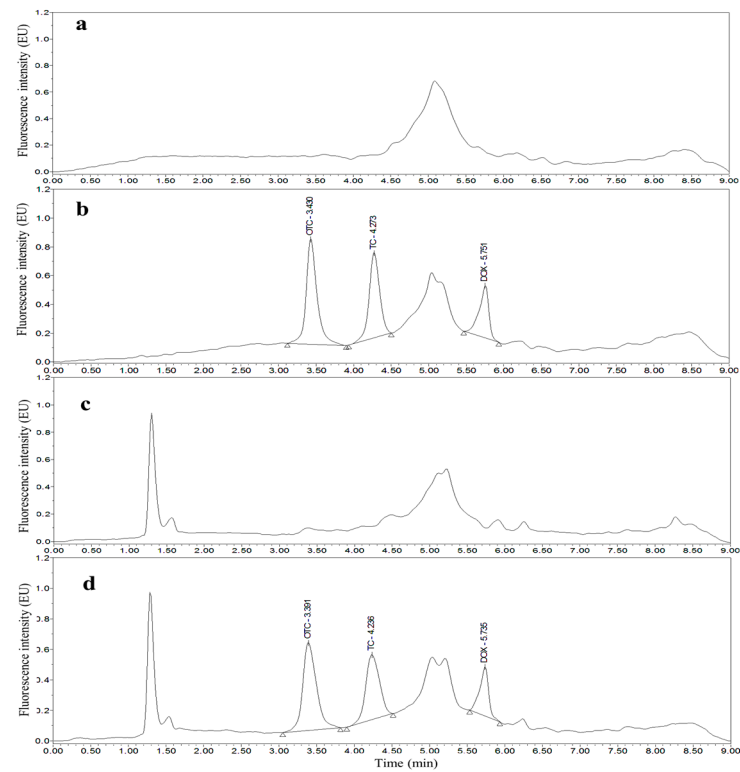 Fluorescence intensity (EU)
a
1.2
1.0
0.8
0.6
0.4
0.2
0.0
0.00 0.50 1.00 1.50 2.00 2.50 3.00 3.50 4.00 4.50 5.00 5.50 6.00 6.50 7.00 7.50 8.00 8.50 9.00
Fluorescence intensity (EU)
b
1.2
1.0
0.8
0.6
0.4
0.2
0.0
OTC - 3.430
TC - 4.273
DOX - 5.751
0.00 0.50 1.00 1.50 2.00 2.50 3.00 3.50 4.00 4.50 5.00 5.50 6.00 6.50 7.00 7.50 8.00 8.50 9.00
Fluorescence intensity (EU)
c
1.2
1.0
0.8
0.6
0.4
0.2
0.0
0.00 0.50 1.00 1.50 2.00 2.50 3.00 3.50 4.00 4.50 5.00 5.50 6.00 6.50 7.00 7.50 8.00 8.50 9.00
Fluorescence intensity (EU)
d
1.2
1.0
0.8
0.6
0.4
0.2
0.0
OTC - 3.391
TC - 4.236
DOX - 5.735
0.00 0.50 1.00 1.50 2.00 2.50 3.00 3.50 4.00 4.50 5.00 5.50 6.00 6.50 7.00 7.50 8.00 8.50 9.00
Time (min)